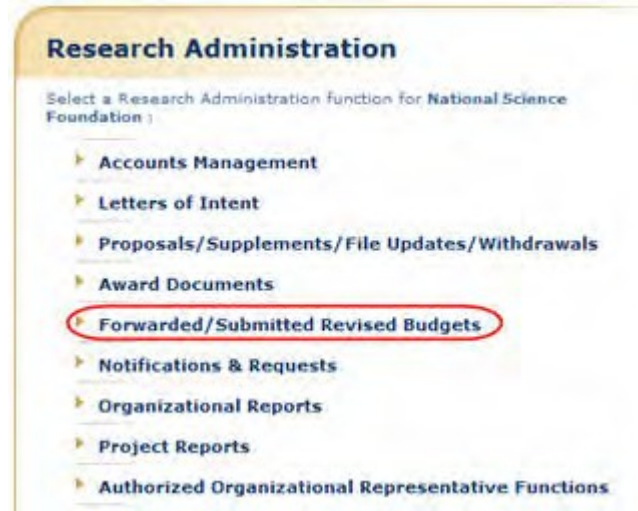 Research Administration
Select a Research Administration function for National Science
Foundation :
Accounts Management
Letters of Intent
Proposals/Supplements/File Updates/Withdrawals
Award Documents
Forwarded/Submitted Revised Budgets
Notifications & Requests
Organizational Reports
Project Reports
Authorized Organizational Representative Functions